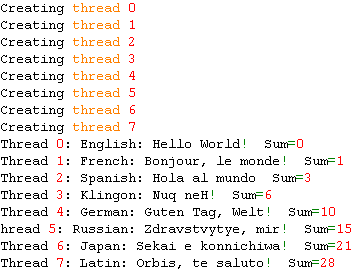 Creating thread 0
Creating thread 1
Creating thread 2
Creating thread 3
Creating thread 4
Creating thread 5
Creating thread 6
Creating thread 7
Thread 0: English: Hello World!  Sum=0
Thread 1: French: Bonjour, le monde!  Sum=1
Thread 2: Spanish: Hola al mundo  Sum=3
Thread 3: Klingon: Nuq neH!  Sum=6
Thread 4: German: Guten Tag, Welt!  Sum=10
hread 5: Russian: Zdravstvytye, mir!  Sum=15
Thread 6: Japan: Sekai e konnichiwa!  Sum=21
Thread 7: Latin: Orbis, te saluto!  Sum=28